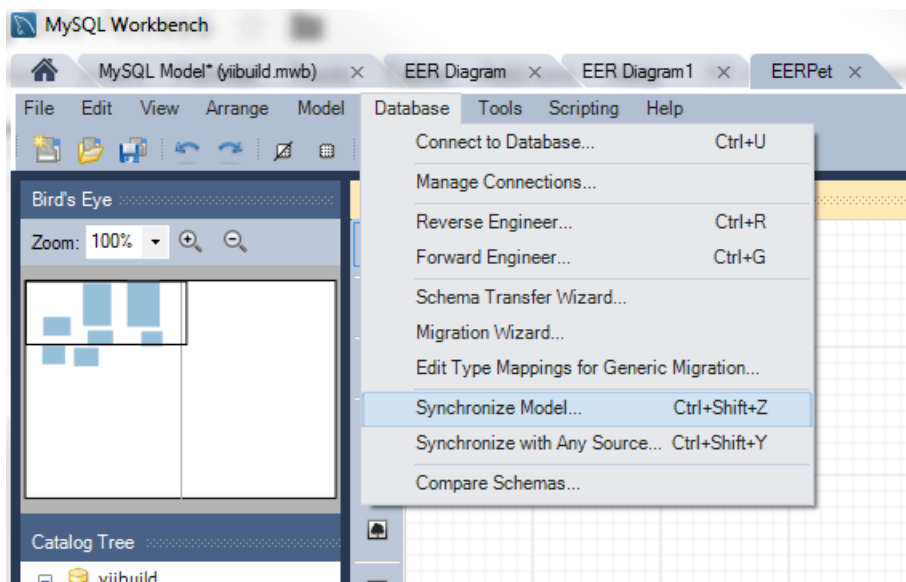 MySQL Workbench
MySQL Model* (yiibuild.mwb) EER Diagram EER Diagram1 EERPet
File Edit View Arrange Model Database Tools Scripting Help
Connect to Database... Ctrl+U
Manage Connections...
Bird's Eye
Reverse Engineer... Ctrl+R
Zoom: 100%
Forward Engineer... Ctrl+G
Schema Transfer Wizard...
Migration Wizard...
Edit Type Mappings for Generic Migration...
Synchronize Model... Ctrl+Shift+Z
Synchronize with Any Source... Ctrl+Shift+Y
Compare Schemas...
Catalog Tree
yiibuild